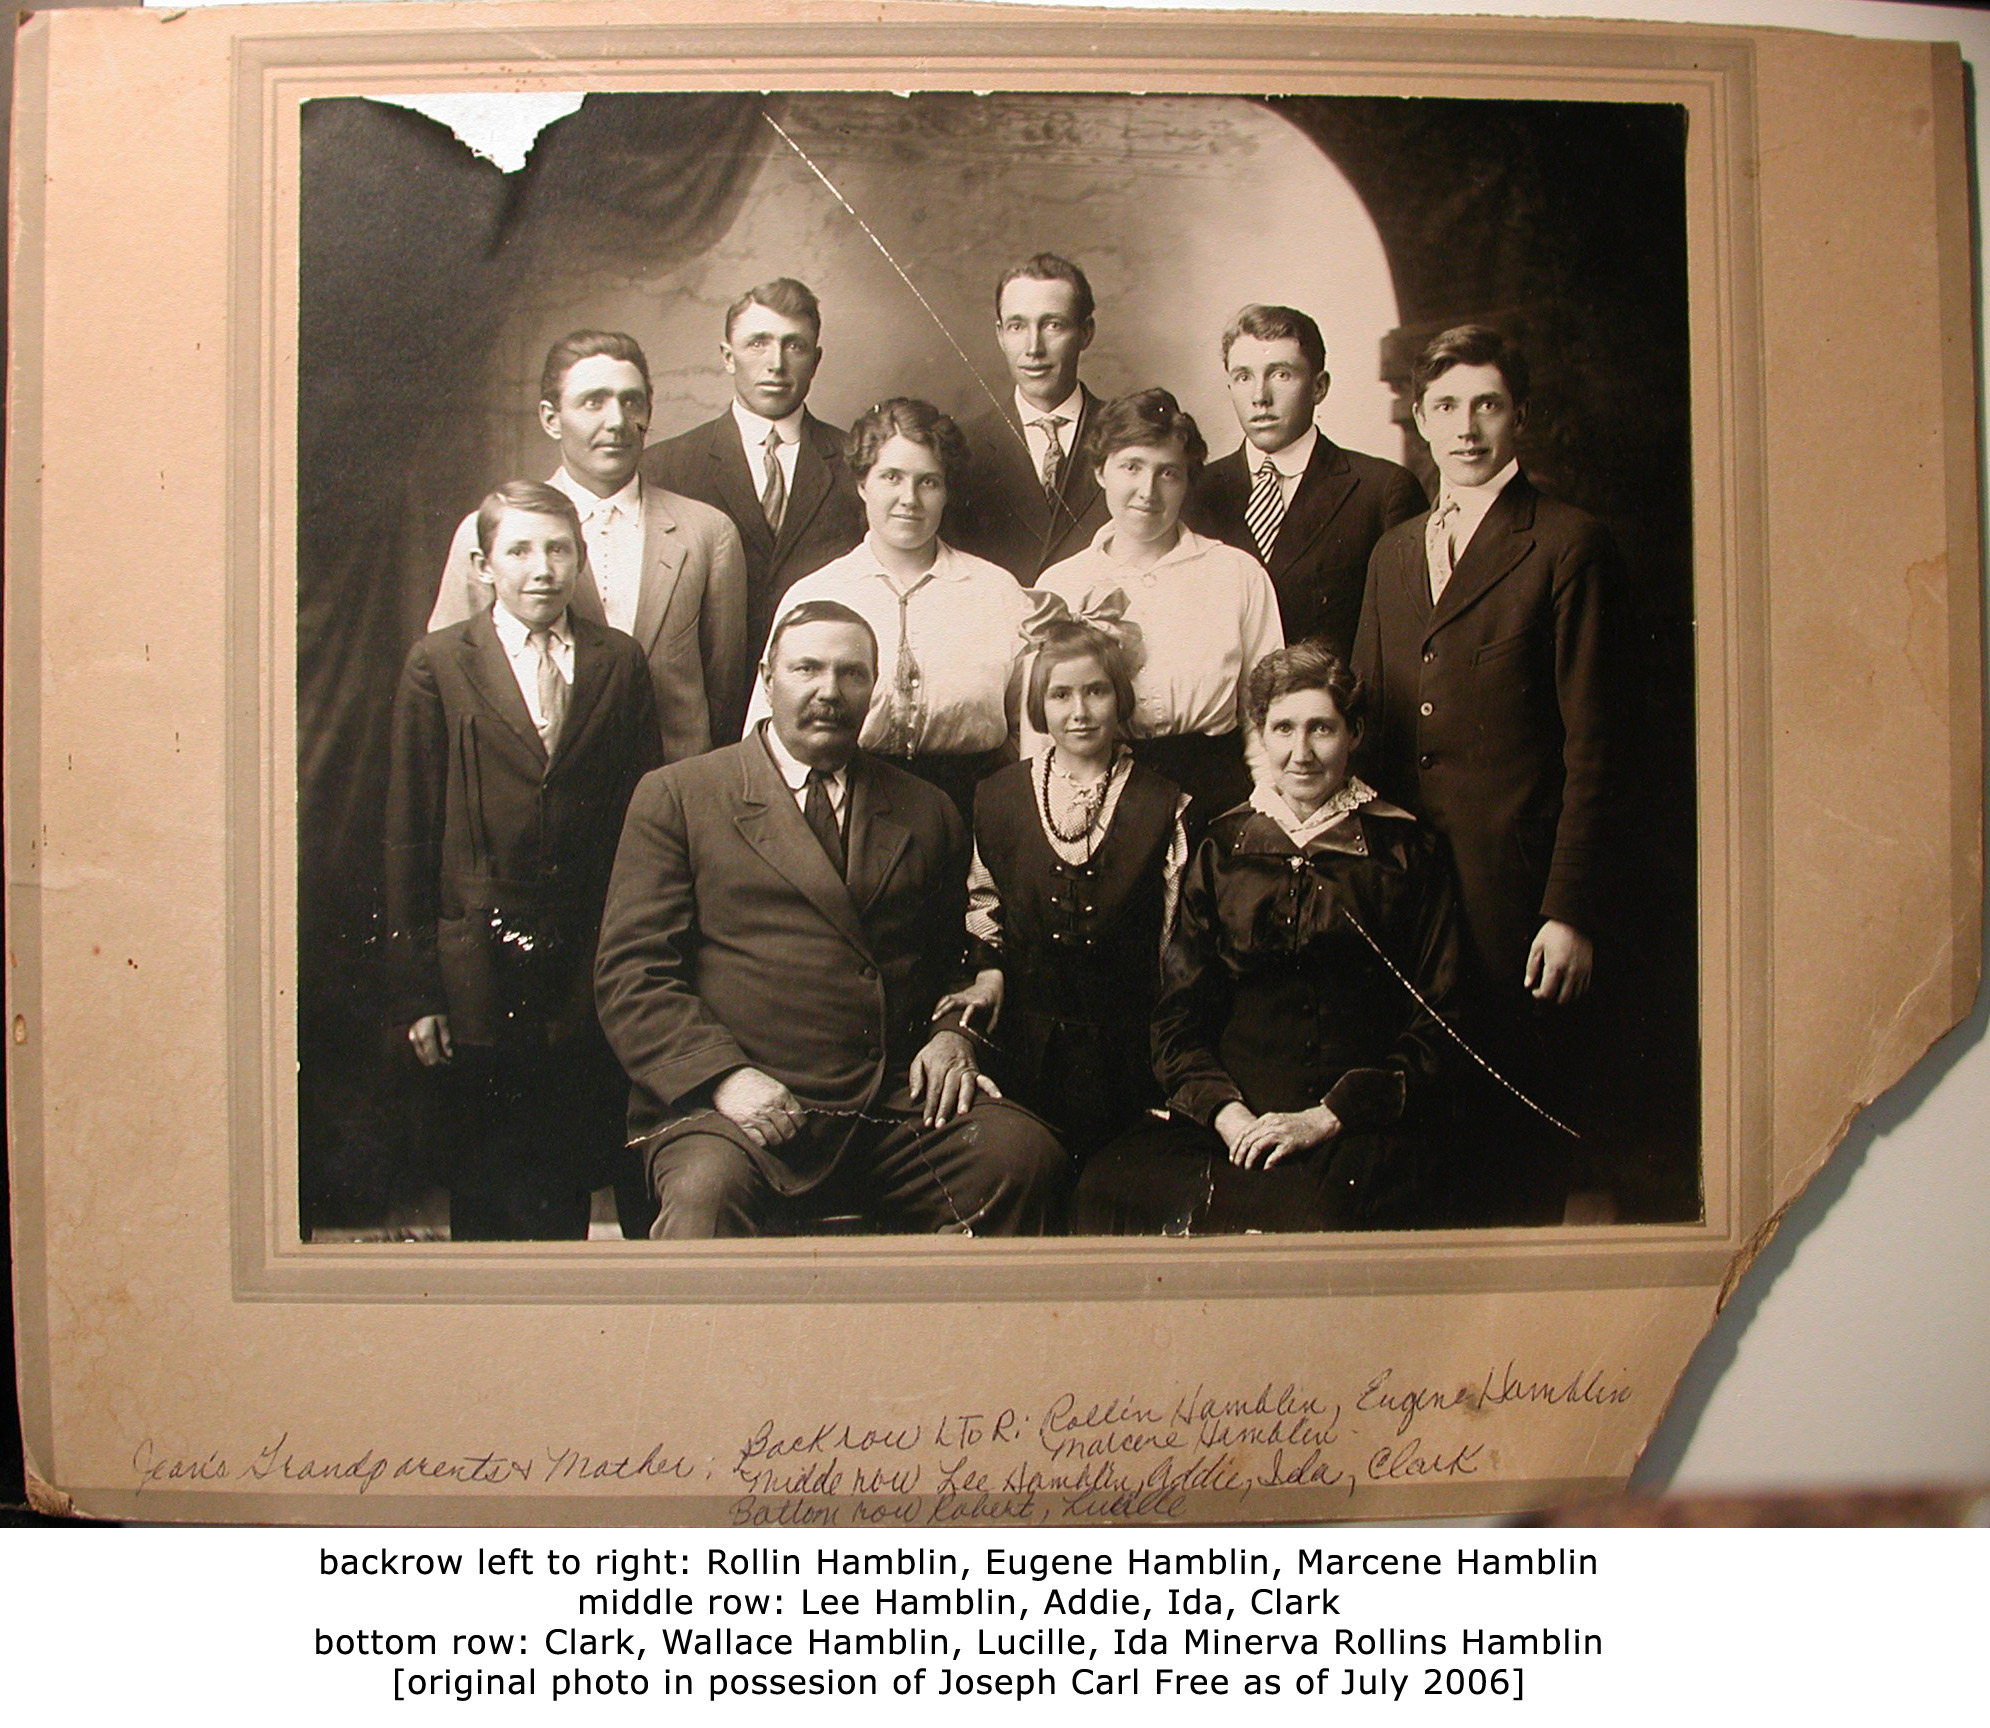 Jean's Grandparents & Mother:
Back row L to R: Rollin Hamblin, Eugene Hamblin
Marcene Hamblin
Midde row Lee Hamblin, Addie, Ida, Clark
Bottom row Robert, Lucille
backrow left to right: Rollin Hamblin, Eugene Hamblin, Marcene Hamblin
middle row: Lee Hamblin, Addie, Ida, Clark
bottom row: Clark, Wallace Hamblin, Lucille, Ida Minerva Rollins Hamblin
[original photo in possesion of Joseph Carl Free as of July 2006]